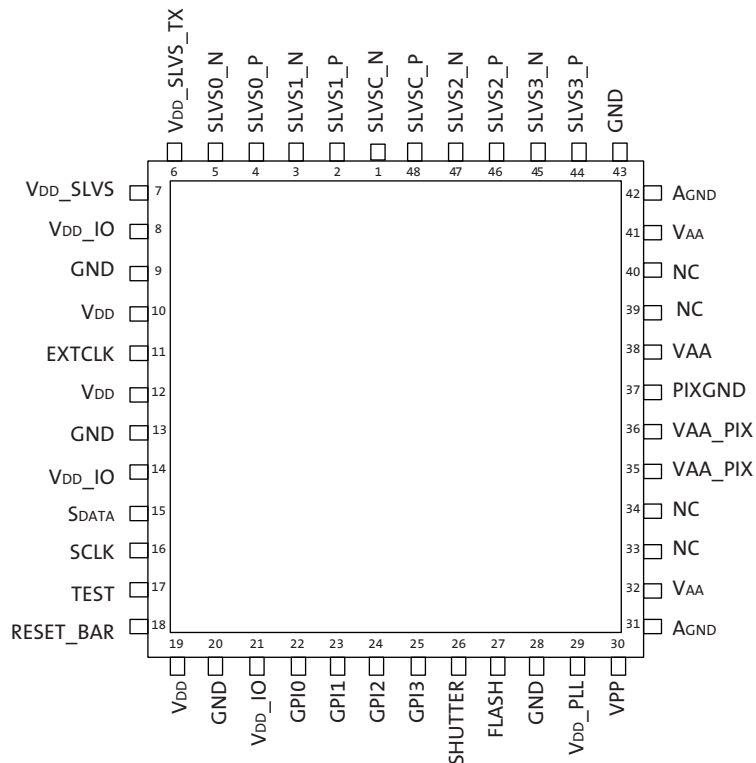 VDD_SLVS_TX
SLVS0_N
SLVS0_P
SLVS1_N
SLVS1_P
SLVSC_N
SLVSC_P
SLVS2_N
SLVS2_P
SLVS3_N
SLVS3_P
GND
6 5 4 3 2 1 48 47 46 45 44 43
VDD_SLVS 7
VDD_IO 8
GND 9
VDD 10
EXTCLK 11
VDD 12
GND 13
VDD_IO 14
SDATA 15
SCLK 16
TEST 17
RESET_BAR 18
42 AGND
41 VAA
40 NC
39 NC
38 VAA
37 PIXGND
36 VAA_PIX
35 VAA_PIX
34 NC
33 NC
32 VAA
31 AGND
19 20 21 22 23 24 25 26 27 28 29 30
VDD
GND
VDD_IO
GPI0
GPI1
GPI2
GPI3
SHUTTER
FLASH
GND
VDD_PLL
VPP